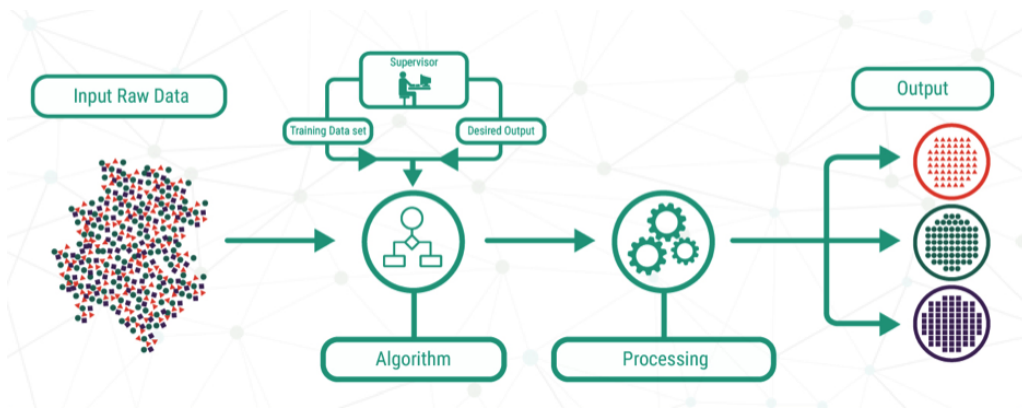 Input Raw Data
Supervisor
Training Data set
Desired Output
Output
Algorithm
Processing